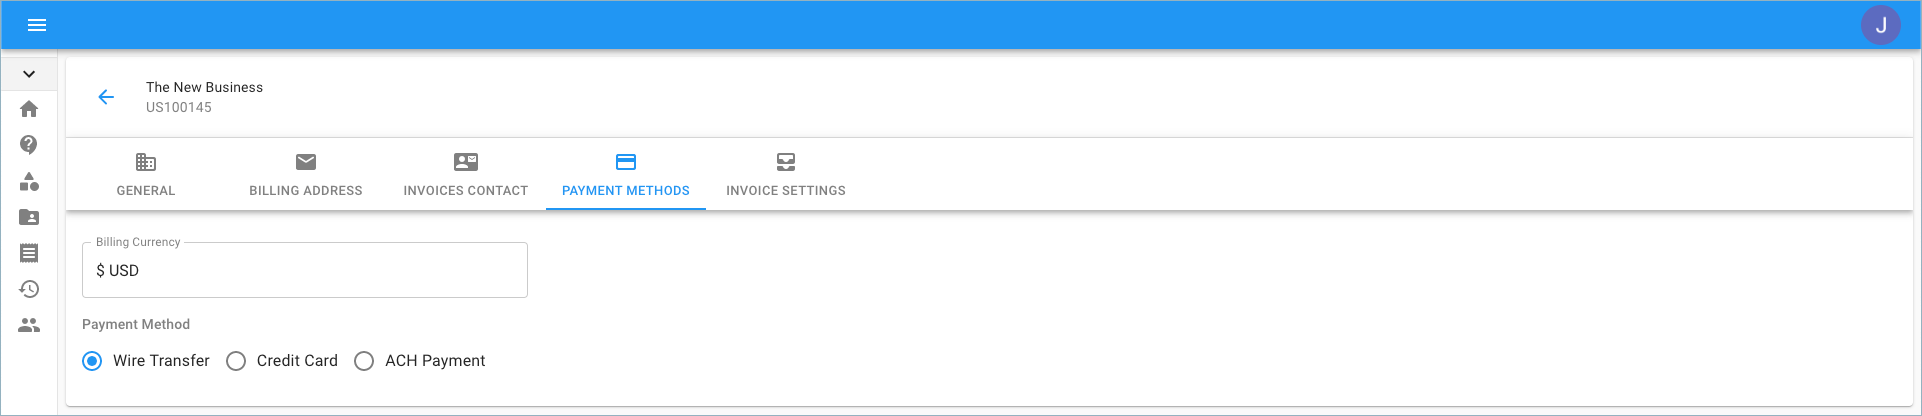 J
The New Business
US100145
GENERAL
BILLING ADDRESS
INVOICES CONTACT
PAYMENT METHODS
INVOICE SETTINGS
Billing Currency
$ USD
Payment Method
Wire Transfer
Credit Card
ACH Payment